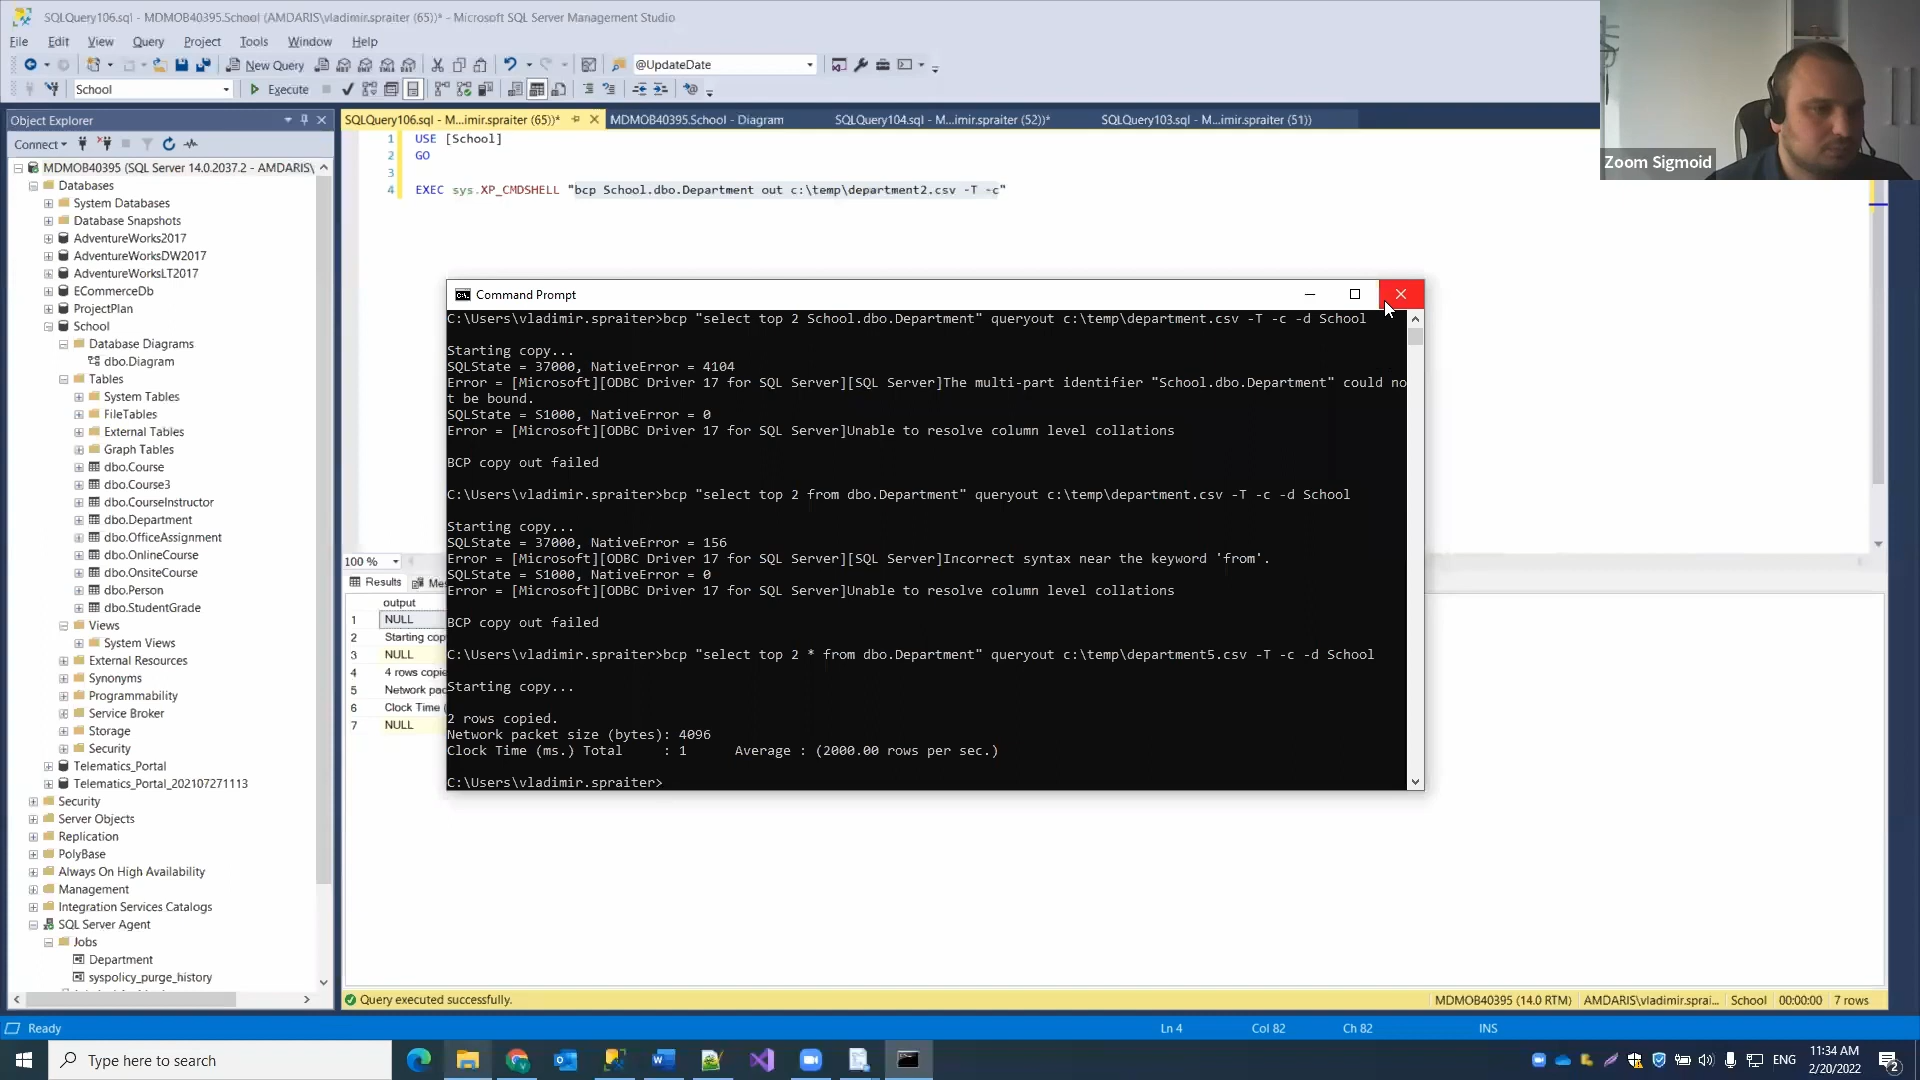 SQLQuery106.sql - MDMOB40395.School (AMDARIS\vladimir.spraiter (65))* - Microsoft SQL Server Management Studio
File Edit View Query Project Tools Window Help
New Query @UpdateDate
School Execute
Object Explorer
Connect
MDMOB40395 (SQL Server 14.0.2037.2 - AMDARIS\
Databases
System Databases
Database Snapshots
AdventureWorks2017
AdventureWorksDW2017
AdventureWorksLT2017
ECommerceDb
ProjectPlan
School
Database Diagrams
dbo.Diagram
Tables
System Tables
FileTables
External Tables
Graph Tables
dbo.Course
dbo.Course3
dbo.CourseInstructor
dbo.Department
dbo.OfficeAssignment
dbo.OnlineCourse
dbo.OnsiteCourse
dbo.Person
dbo.StudentGrade
Views
System Views
External Resources
Synonyms
Programmability
Service Broker
Storage
Security
Telematics_Portal
Telematics_Portal_202107271113
Security
Server Objects
Replication
PolyBase
Always On High Availability
Management
Integration Services Catalogs
SQL Server Agent
Jobs
Department
syspolicy_purge_history
SQLQuery106.sql - M...imir.spraiter (65))* MDMOB40395.School - Diagram SQLQuery104.sql - M...imir.spraiter (52))* SQLQuery103.sql - M...imir.spraiter (51))
1 USE [School]
2 GO
3
4 EXEC sys.XP_CMDSHELL "bcp School.dbo.Department out c:\temp\department2.csv -T -c"
Zoom Sigmoid
Command Prompt
C:\Users\vladimir.spraiter>bcp "select top 2 School.dbo.Department" queryout c:\temp\department.csv -T -c -d School
Starting copy...
SQLState = 37000, NativeError = 4104
Error = [Microsoft][ODBC Driver 17 for SQL Server][SQL Server]The multi-part identifier "School.dbo.Department" could no
t be bound.
SQLState = S1000, NativeError = 0
Error = [Microsoft][ODBC Driver 17 for SQL Server]Unable to resolve column level collations
BCP copy out failed
C:\Users\vladimir.spraiter>bcp "select top 2 from dbo.Department" queryout c:\temp\department.csv -T -c -d School
Starting copy...
SQLState = 37000, NativeError = 156
Error = [Microsoft][ODBC Driver 17 for SQL Server][SQL Server]Incorrect syntax near the keyword 'from'.
SQLState = S1000, NativeError = 0
Error = [Microsoft][ODBC Driver 17 for SQL Server]Unable to resolve column level collations
BCP copy out failed
C:\Users\vladimir.spraiter>bcp "select top 2 * from dbo.Department" queryout c:\temp\department5.csv -T -c -d School
Starting copy...
2 rows copied.
Network packet size (bytes): 4096
Clock Time (ms.) Total : 1 Average : (2000.00 rows per sec.)
C:\Users\vladimir.spraiter>
100 %
Results Mes
output
1 NULL
2 Starting cop
3 NULL
4 4 rows copie
5 Network pac
6 Clock Time (
7 NULL
Query executed successfully. MDMOB40395 (14.0 RTM) AMDARIS\vladimir.sprai... School 00:00:00 7 rows
Ready Ln 4 Col 82 Ch 82 INS
Type here to search ENG 11:34 AM
2/20/2022 2